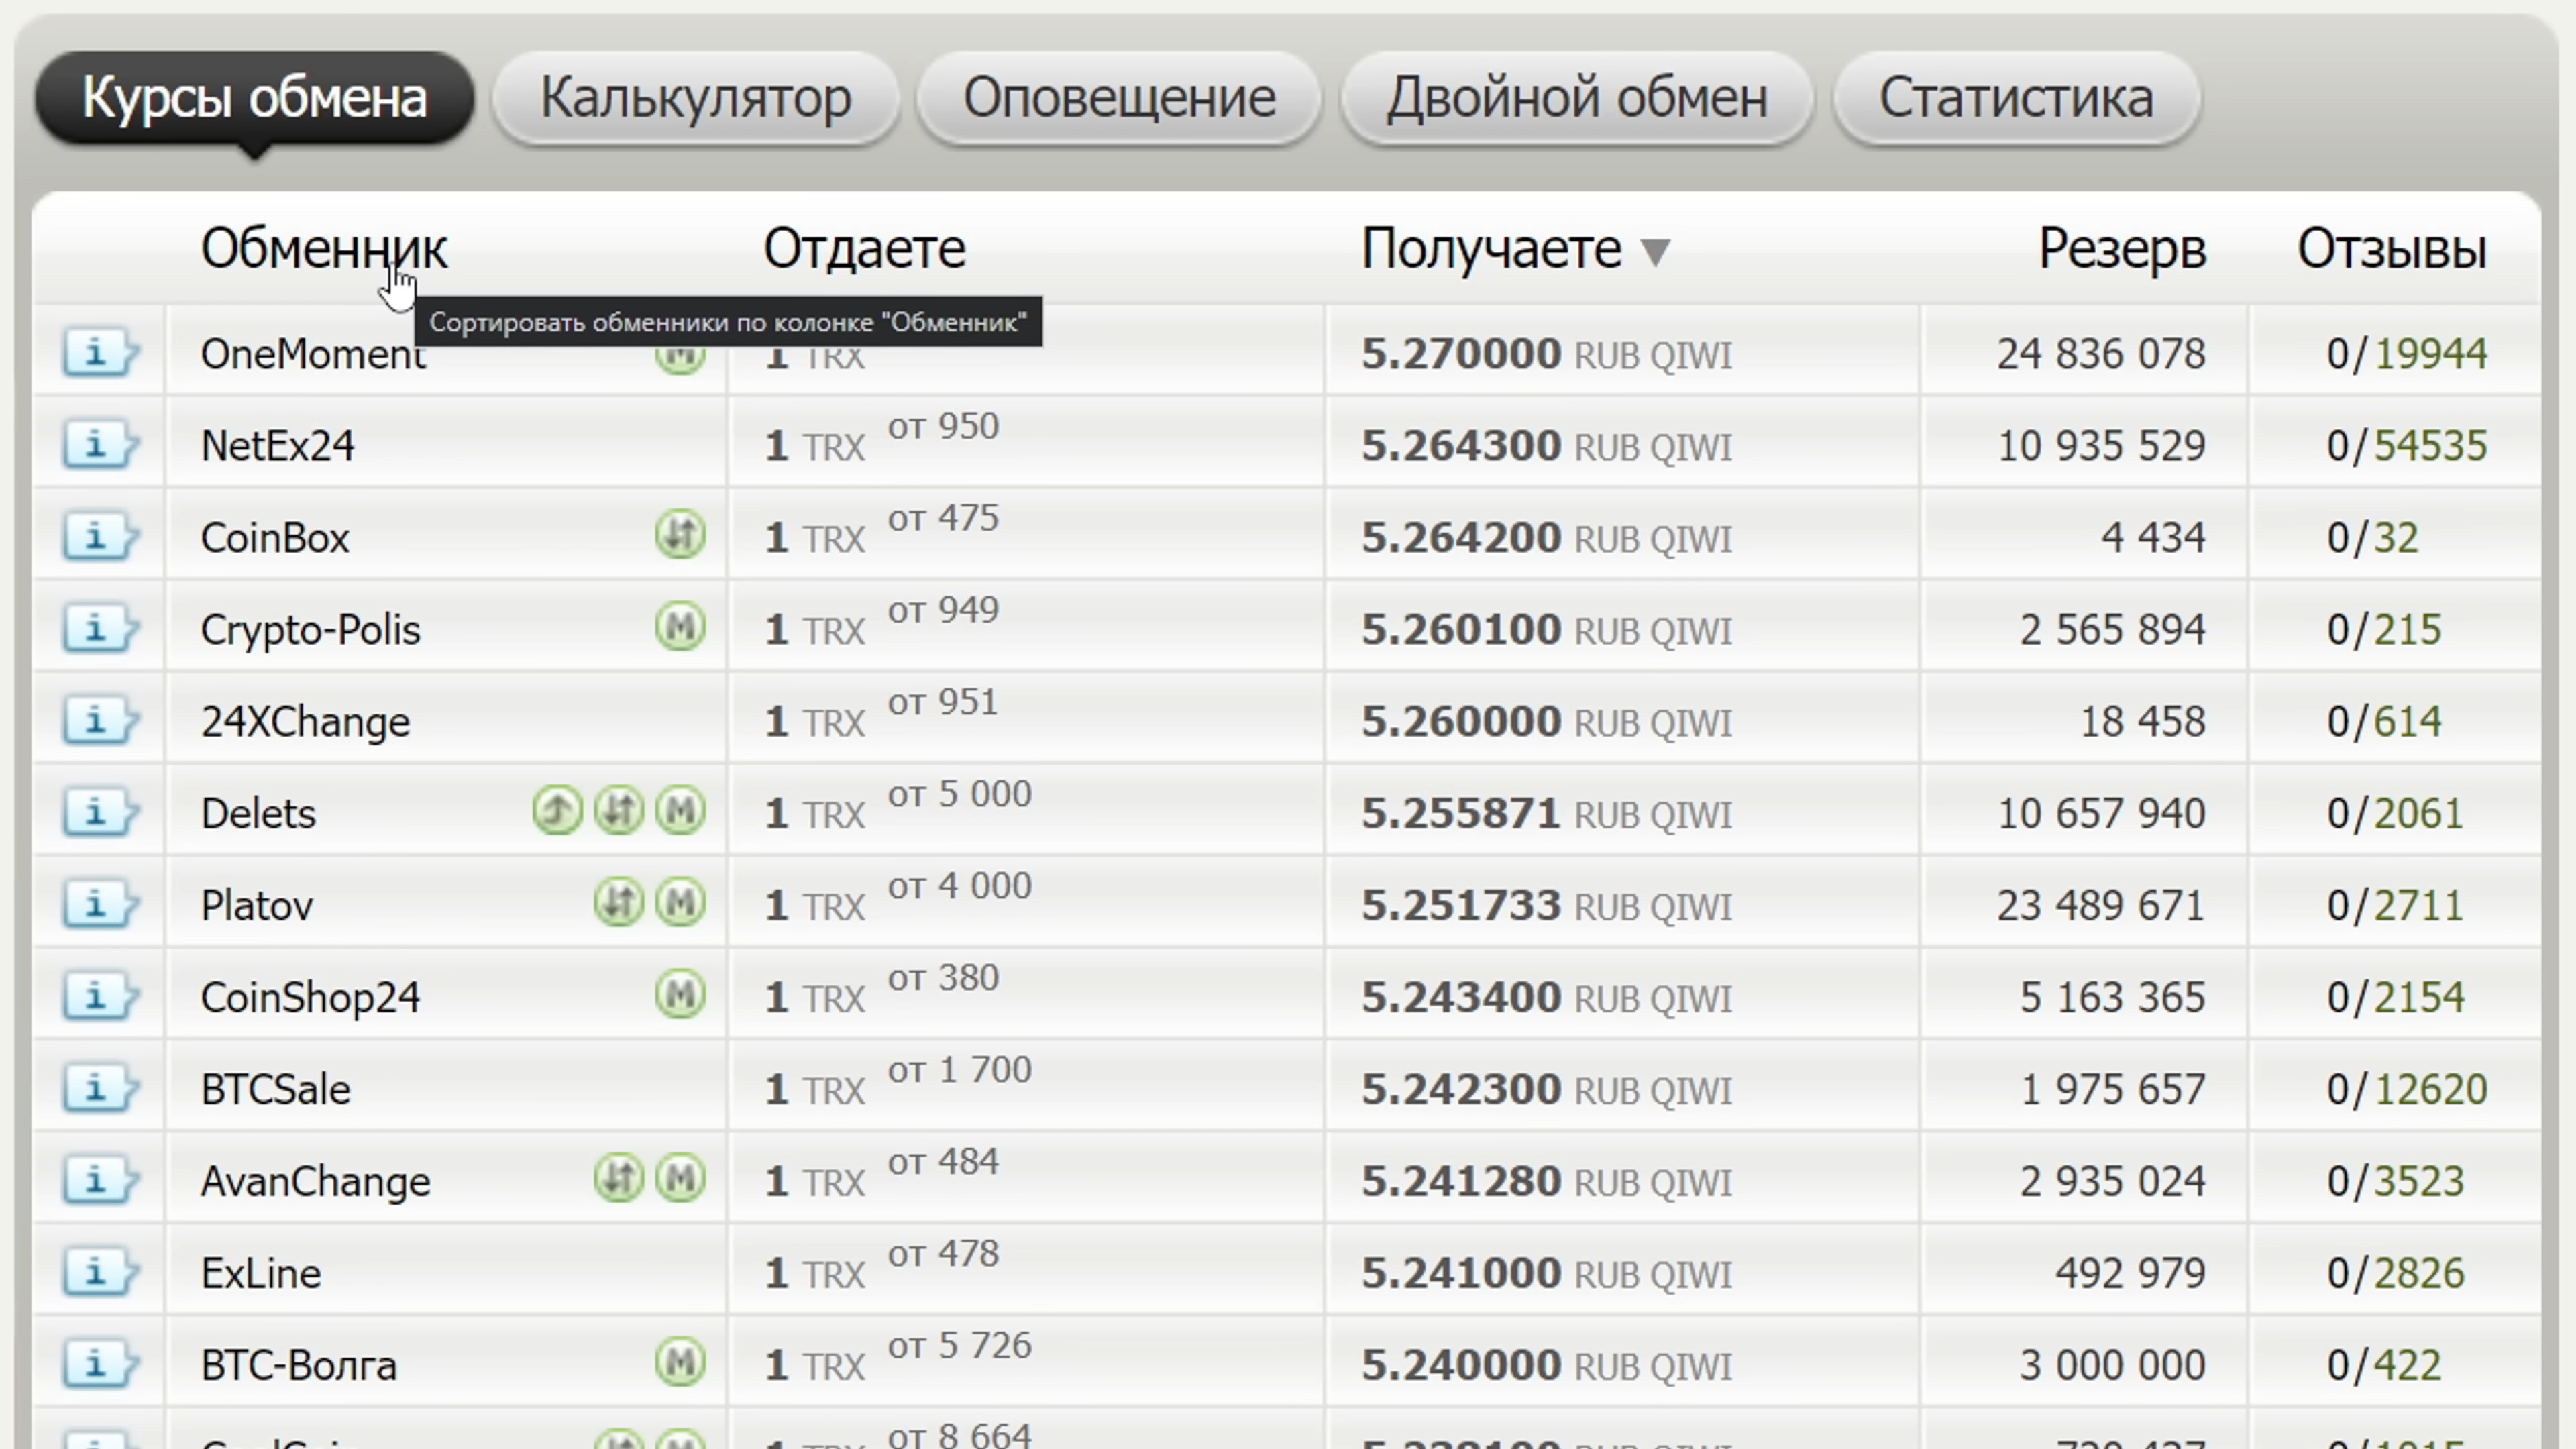 Курсы обмена Калькулятор Оповещение Двойной обмен Статистика
Обменник Отдаете Получаете ▼ Резерв Отзывы
Сортировать обменники по колонке "Обменник"
OneMoment M 1 TRX 5.270000 RUB QIWI 24 836 078 0/19944
NetEx24 1 TRX от 950 5.264300 RUB QIWI 10 935 529 0/54535
CoinBox 1 TRX от 475 5.264200 RUB QIWI 4 434 0/32
Crypto-Polis M 1 TRX от 949 5.260100 RUB QIWI 2 565 894 0/215
24XChange 1 TRX от 951 5.260000 RUB QIWI 18 458 0/614
Delets M 1 TRX от 5 000 5.255871 RUB QIWI 10 657 940 0/2061
Platov M 1 TRX от 4 000 5.251733 RUB QIWI 23 489 671 0/2711
CoinShop24 M 1 TRX от 380 5.243400 RUB QIWI 5 163 365 0/2154
BTCSale 1 TRX от 1 700 5.242300 RUB QIWI 1 975 657 0/12620
AvanChange M 1 TRX от 484 5.241280 RUB QIWI 2 935 024 0/3523
ExLine 1 TRX от 478 5.241000 RUB QIWI 492 979 0/2826
BTC-Волга M 1 TRX от 5 726 5.240000 RUB QIWI 3 000 000 0/422
от 8 664